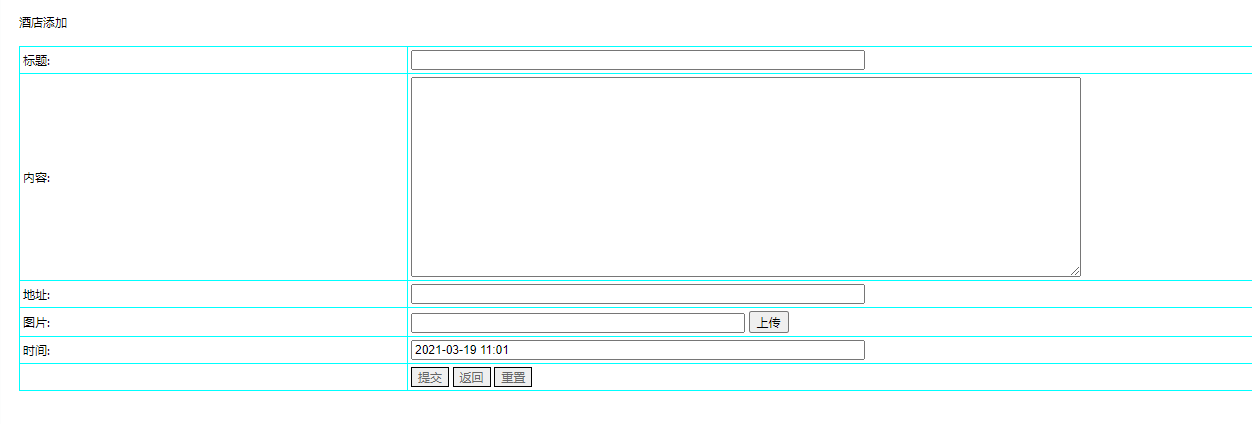 酒店添加
标题:
内容:
地址:
图片: 上传
时间: 2021-03-19 11:01
提交 返回 重置